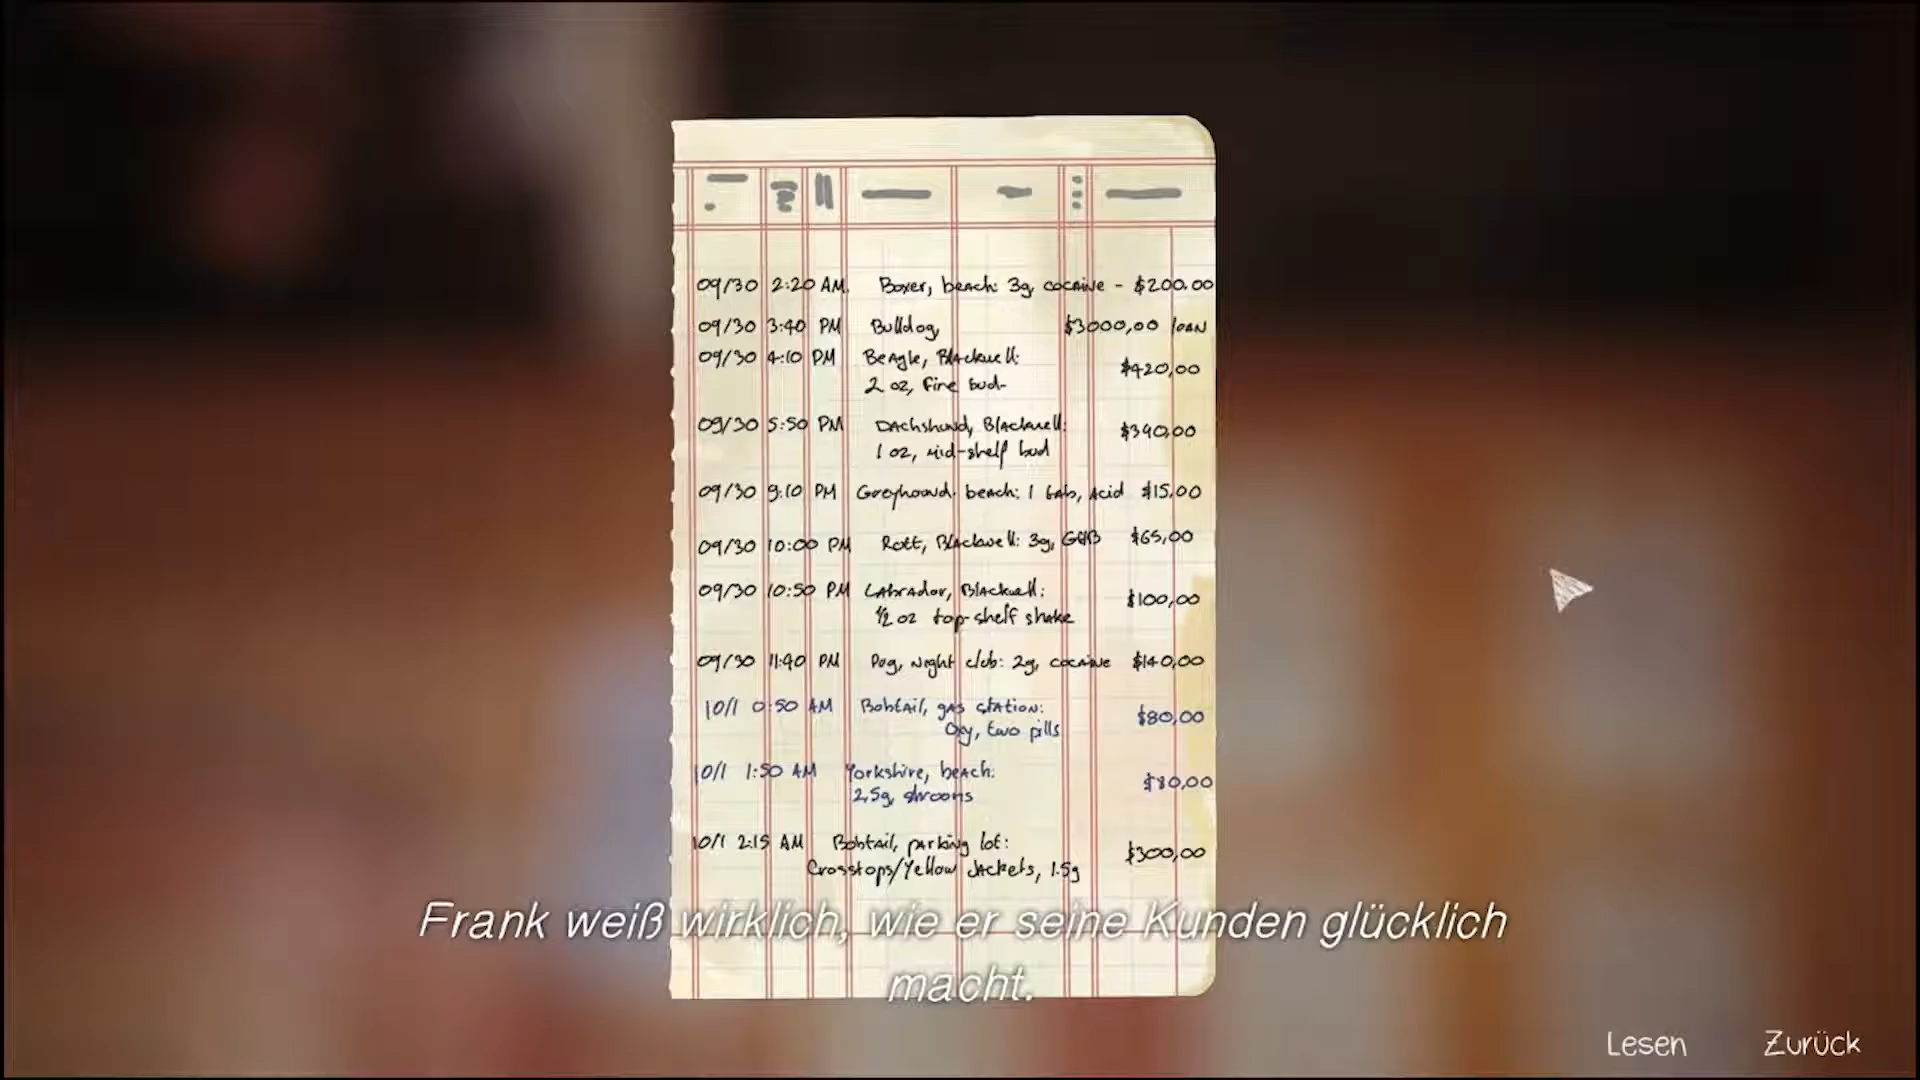 09/30 2:20 AM. Boxer, beach: 3g, cocaine - $200.00
09/30 3:40 PM Bulldog, $3000,00 loan
09/30 4:10 PM Beagle, Blackwell:
2 oz, fine bud- $420,00
09/30 5:50 PM Dachshund, Blackwell:
1 oz, mid-shelf bud $340,00
09/30 9:10 PM Greyhound, beach: 1 tab, acid $15.00
09/30 10:00 PM Rott, Blackwell: 3g, GHB $65,00
09/30 10:50 PM Labrador, Blackwell:
1/2 oz top-shelf shake $100,00
09/30 11:40 PM Pog, night club: 2g, cocaine $140,00
10/1 0:50 AM Bobtail, gas station:
Oxy, two pills $80,00
10/1 1:50 AM Yorkshire, beach:
2,5g, shrooms $80,00
10/1 2:15 AM Bobtail, parking lot:
Crosstops/Yellow Jackets, 1.5g $300,00
Frank weiß wirklich, wie er seine Kunden glücklich
macht.
Lesen Zurück